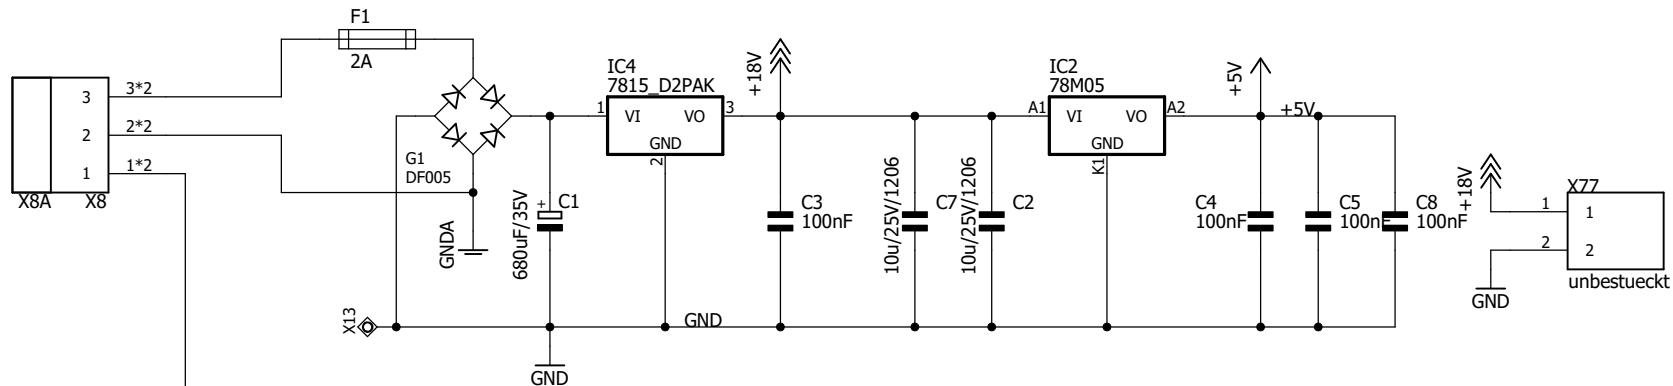 F1
2A
3
2
1
3*2
2*2
1*2
X8A
X8
G1
DF005
GNDA
+
680uF/35V
C1
IC4
7815_D2PAK
1
VI
VO
3
GND
2
+18V
C3
100nF
10u/25V/1206
C7
10u/25V/1206
C2
IC2
78M05
A1
VI
VO
A2
GND
K1
+5V
+5V
C4
100nF
C5
100nF
C8
100nF
+18V
X77
1
1
2
2
unbestueckt
GND
X13
GND
GND